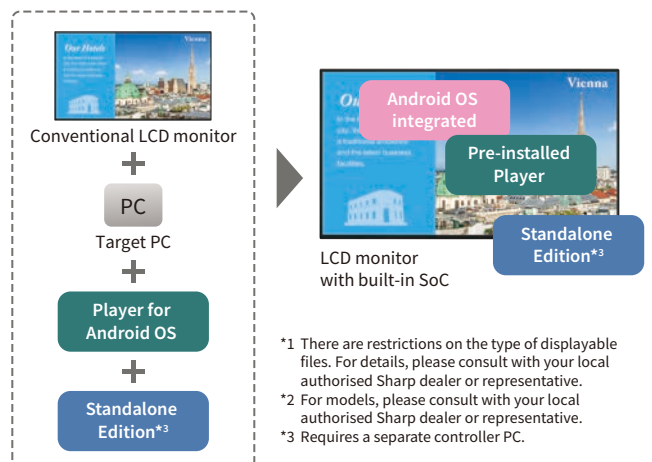 Our Hotels
Vienna
Conventional LCD monitor
+
PC
Target PC
+
Player for
Android OS
+
Standalone
Edition*3
Vienna
Android OS
integrated
Pre-installed
Player
Standalone
Edition*3
LCD monitor
with built-in SoC
*1 There are restrictions on the type of displayable
files. For details, please consult with your local
authorised Sharp dealer or representative.
*2 For models, please consult with your local
authorised Sharp dealer or representative.
*3 Requires a separate controller PC.